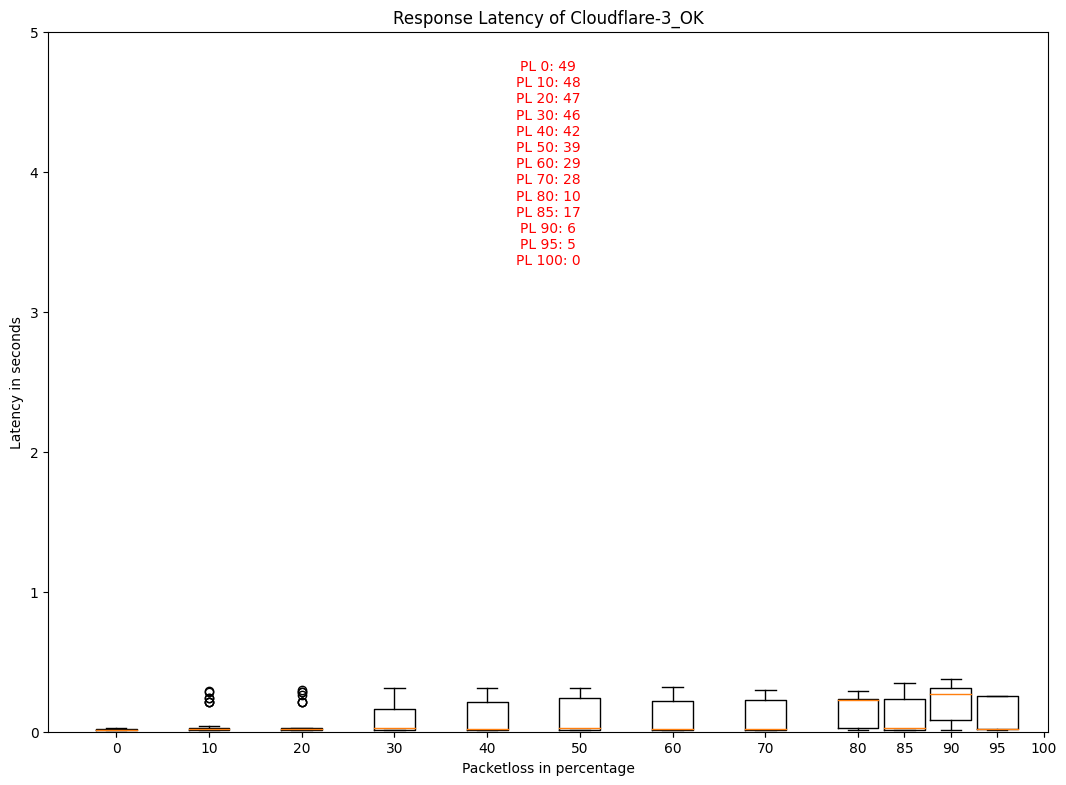 Response Latency of Cloudflare-3_OK
5
PL 0: 49
PL 10: 48
PL 20: 47
PL 30: 46
PL 40: 42
PL 50: 39
PL 60: 29
PL 70: 28
PL 80: 10
PL 85: 17
PL 90: 6
PL 95: 5
PL 100: 0
4
3
2
1
0
Latency in seconds
0 10 20 30 40 50 60 70 80 85 90 95 100
Packetloss in percentage